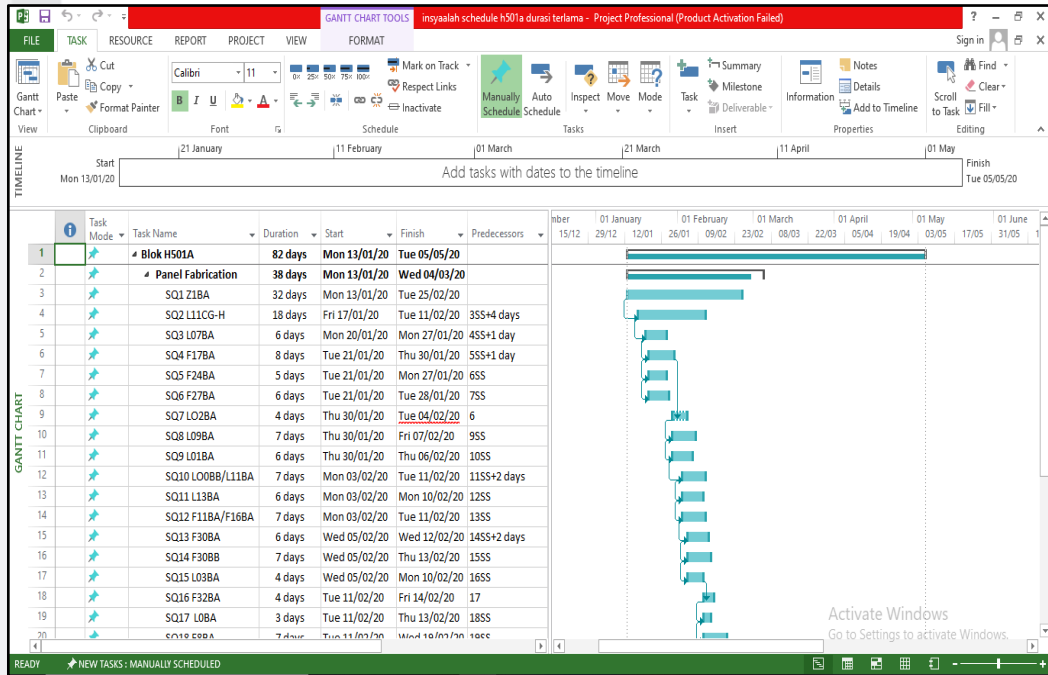 GANTT CHART TOOLS insyaalah schedule h501a durasi terlama - Project Professional (Product Activation Failed)
FILE TASK RESOURCE REPORT PROJECT VIEW FORMAT Sign in
Gantt Chart
View
Paste
Cut
Copy
Format Painter
Clipboard
Calibri 11
B I U A
Font
0× 25× 50× 75× 100×
Mark on Track
Respect Links
Inactivate
Schedule
Manually Schedule
Auto Schedule
Inspect Move Mode
Tasks
Task
Summary
Milestone
Deliverable
Insert
Information
Notes
Details
Add to Timeline
Properties
Scroll to Task
Find
Clear
Fill
Editing
TIMELINE
21 January 11 February 01 March 21 March 11 April 01 May
Start
Mon 13/01/20
Add tasks with dates to the timeline
Finish
Tue 05/05/20
GANTT CHART
Task Mode Task Name Duration Start Finish Predecessors
mber 01 January 01 February 01 March 01 April 01 May 01 June
15/12 29/12 12/01 26/01 09/02 23/02 08/03 22/03 05/04 19/04 03/05 17/05 31/05 1
1 Blok H501A 82 days Mon 13/01/20 Tue 05/05/20
2 Panel Fabrication 38 days Mon 13/01/20 Wed 04/03/20
3 SQ1 Z1BA 32 days Mon 13/01/20 Tue 25/02/20
4 SQ2 L11CG-H 18 days Fri 17/01/20 Tue 11/02/20 3SS+4 days
5 SQ3 L07BA 6 days Mon 20/01/20 Mon 27/01/20 4SS+1 day
6 SQ4 F17BA 8 days Tue 21/01/20 Thu 30/01/20 5SS+1 day
7 SQ5 F24BA 5 days Tue 21/01/20 Mon 27/01/20 6SS
8 SQ6 F27BA 6 days Tue 21/01/20 Tue 28/01/20 7SS
9 SQ7 LO2BA 4 days Thu 30/01/20 Tue 04/02/20 6
10 SQ8 L09BA 7 days Thu 30/01/20 Fri 07/02/20 9SS
11 SQ9 L01BA 6 days Thu 30/01/20 Thu 06/02/20 10SS
12 SQ10 LO0BB/L11BA 7 days Mon 03/02/20 Tue 11/02/20 11SS+2 days
13 SQ11 L13BA 6 days Mon 03/02/20 Mon 10/02/20 12SS
14 SQ12 F11BA/F16BA 7 days Mon 03/02/20 Tue 11/02/20 13SS
15 SQ13 F30BA 6 days Wed 05/02/20 Wed 12/02/20 14SS+2 days
16 SQ14 F30BB 7 days Wed 05/02/20 Thu 13/02/20 15SS
17 SQ15 L03BA 4 days Wed 05/02/20 Mon 10/02/20 16SS
18 SQ16 F32BA 4 days Tue 11/02/20 Fri 14/02/20 17
19 SQ17 L0BA 3 days Tue 11/02/20 Thu 13/02/20 18SS
20 SQ18 7 days Tue 11/02/20 Wed 19/02/20 19SS
Activate Windows
Go to Settings to activate Windows.
READY NEW TASKS : MANUALLY SCHEDULED